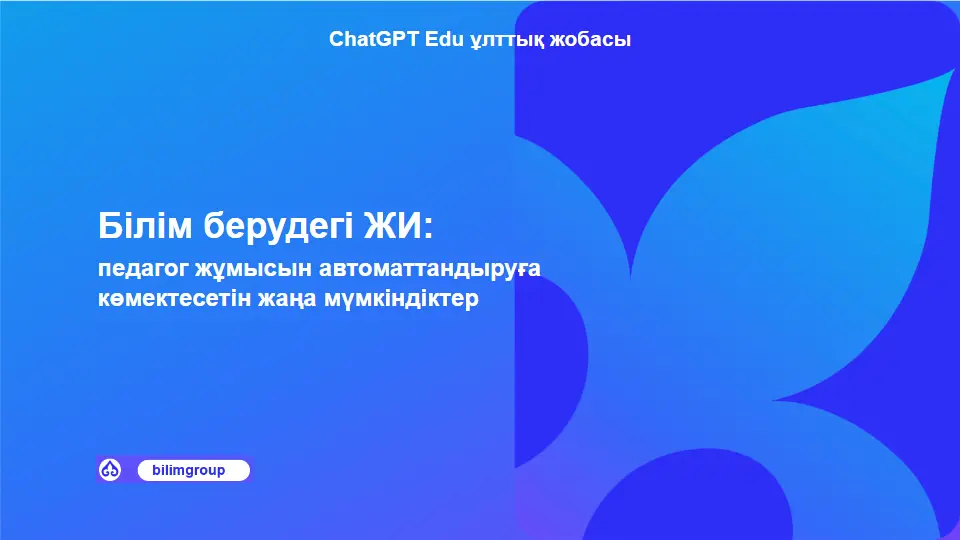 ChatGPT Edu ұлттық жобасы
Білім берудегі ЖИ:
педагог жұмысын автоматтандыруға
көмектесетін жаңа мүмкіндіктер
bilimgroup